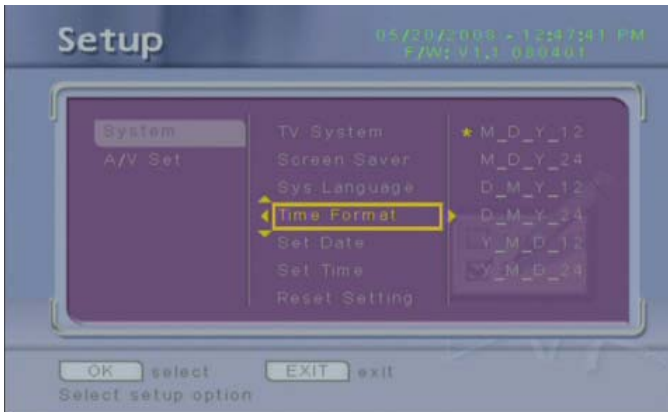 Setup
05/20/2008 - 12:47:41 PM
F/W: V1.1 080401
System
A/V Set
TV System
Screen Saver
Sys Language
Time Format
Set Date
Set Time
Reset Setting
* M_D_Y_12
M_D_Y_24
D_M_Y_12
D_M_Y_24
Y_M_D_12
Y_M_D_24
OK select
EXIT exit
Select setup option